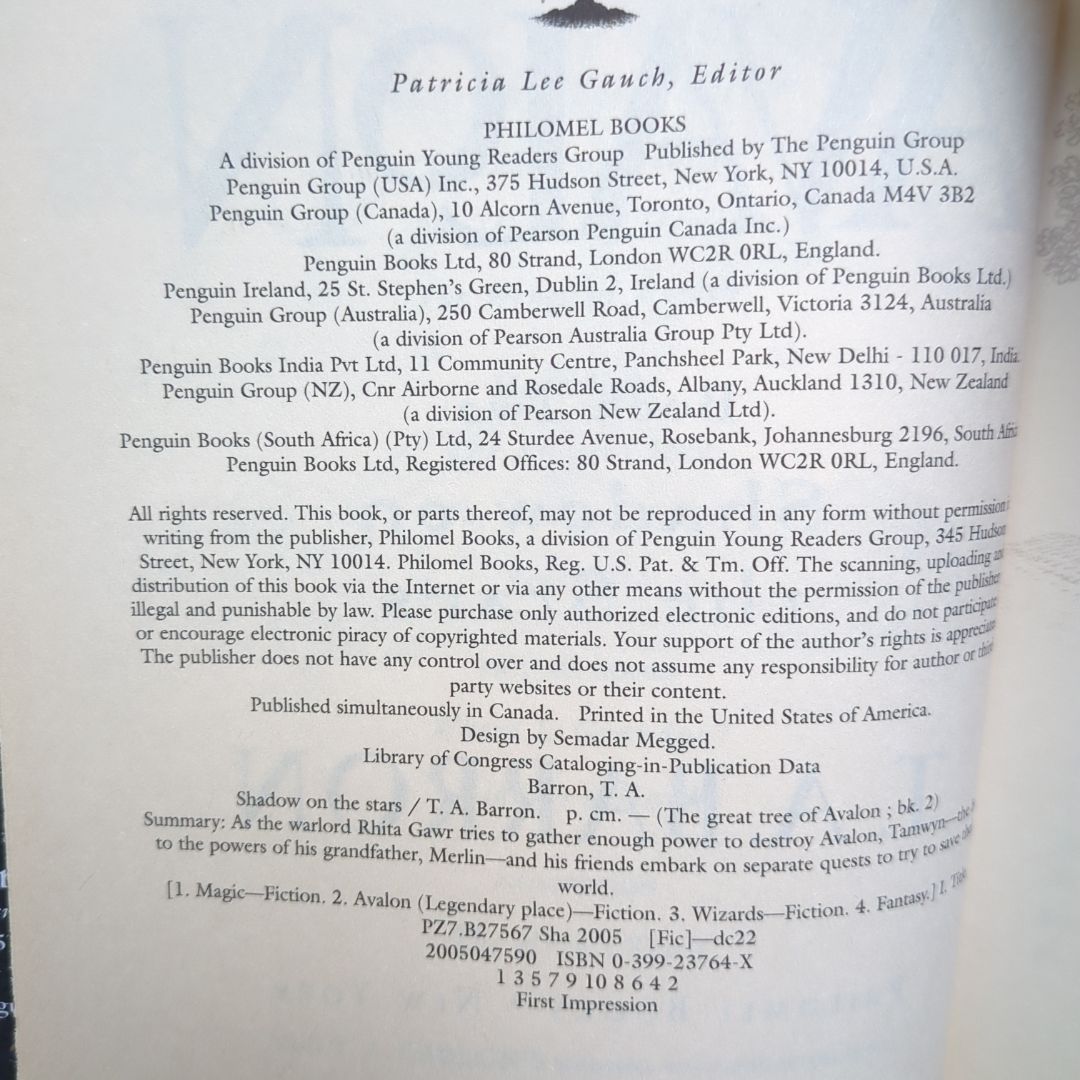 Patricia Lee Gauch, Editor
PHILOMEL BOOKS
A division of Penguin Young Readers Group Published by The Penguin Group
Penguin Group (USA) Inc., 375 Hudson Street, New York, NY 10014, U.S.A.
Penguin Group (Canada), 10 Alcorn Avenue, Toronto, Ontario, Canada M4V 3B2
(a division of Pearson Penguin Canada Inc.)
Penguin Books Ltd, 80 Strand, London WC2R 0RL, England.
Penguin Ireland, 25 St. Stephen's Green, Dublin 2, Ireland (a division of Penguin Books Ltd.)
Penguin Group (Australia), 250 Camberwell Road, Camberwell, Victoria 3124, Australia
(a division of Pearson Australia Group Pty Ltd).
Penguin Books India Pvt Ltd, 11 Community Centre, Panchsheel Park, New Delhi - 110 017, India.
Penguin Group (NZ), Cnr Airborne and Rosedale Roads, Albany, Auckland 1310, New Zealand
(a division of Pearson New Zealand Ltd).
Penguin Books (South Africa) (Pty) Ltd, 24 Sturdee Avenue, Rosebank, Johannesburg 2196, South
Penguin Books Ltd, Registered Offices: 80 Strand, London WC2R 0RL, England.
All rights reserved. This book, or parts thereof, may not be reproduced in any form without permission
writing from the publisher, Philomel Books, a division of Penguin Young Readers Group, 345 Hudson
Street, New York, NY 10014. Philomel Books, Reg. U.S. Pat. & Tm. Off. The scanning, uploading
distribution of this book via the Internet or via any other means without the permission of the publisher
illegal and punishable by law. Please purchase only authorized electronic editions, and do not participate
or encourage electronic piracy of copyrighted materials. Your support of the author's rights is
The publisher does not have any control over and does not assume any responsibility for author or
party websites or their content.
Published simultaneously in Canada. Printed in the United States of America.
Design by Semadar Megged.
Library of Congress Cataloging-in-Publication Data
Barron, T. A.
Shadow on the stars / T. A. Barron. p. cm. — (The great tree of Avalon ; bk. 2)
Summary: As the warlord Rhita Gawr tries to gather enough power to destroy Avalon, Tamwyn—the
to the powers of his grandfather, Merlin—and his friends embark on separate quests to try to save
world.
[1. Magic—Fiction. 2. Avalon (Legendary place)—Fiction. 3. Wizards—Fiction. 4. Fantasy.] I.
PZ7.B27567 Sha 2005 [Fic]—dc22
2005047590 ISBN 0-399-23764-X
1 3 5 7 9 10 8 6 4 2
First Impression